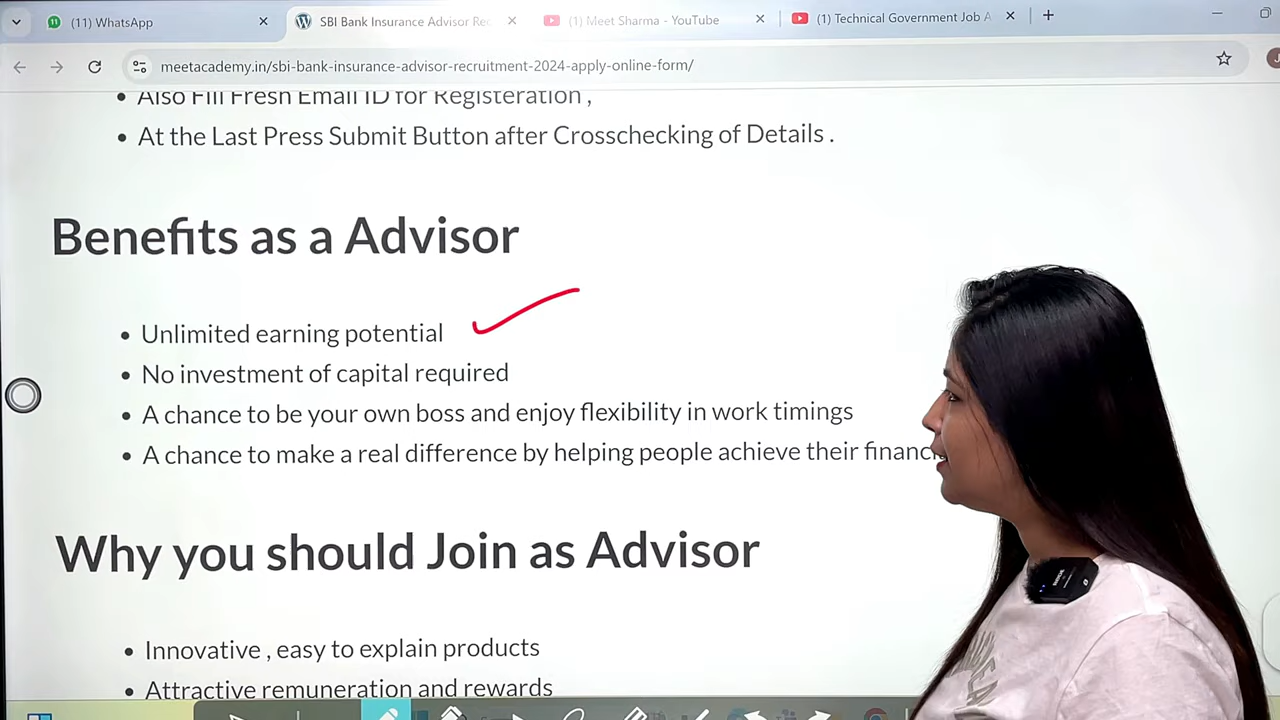 (11) WhatsApp
SBI Bank Insurance Advisor Rec
(1) Meet Sharma - YouTube
(1) Technical Government Job A
meetacademy.in/sbi-bank-insurance-advisor-recruitment-2024-apply-online-form/
Also Fill Fresh Email ID for Registeration ,
At the Last Press Submit Button after Crosschecking of Details .
Benefits as a Advisor
Unlimited earning potential
No investment of capital required
A chance to be your own boss and enjoy flexibility in work timings
A chance to make a real difference by helping people achieve their financi
Why you should Join as Advisor
Innovative , easy to explain products
Attractive remuneration and rewards